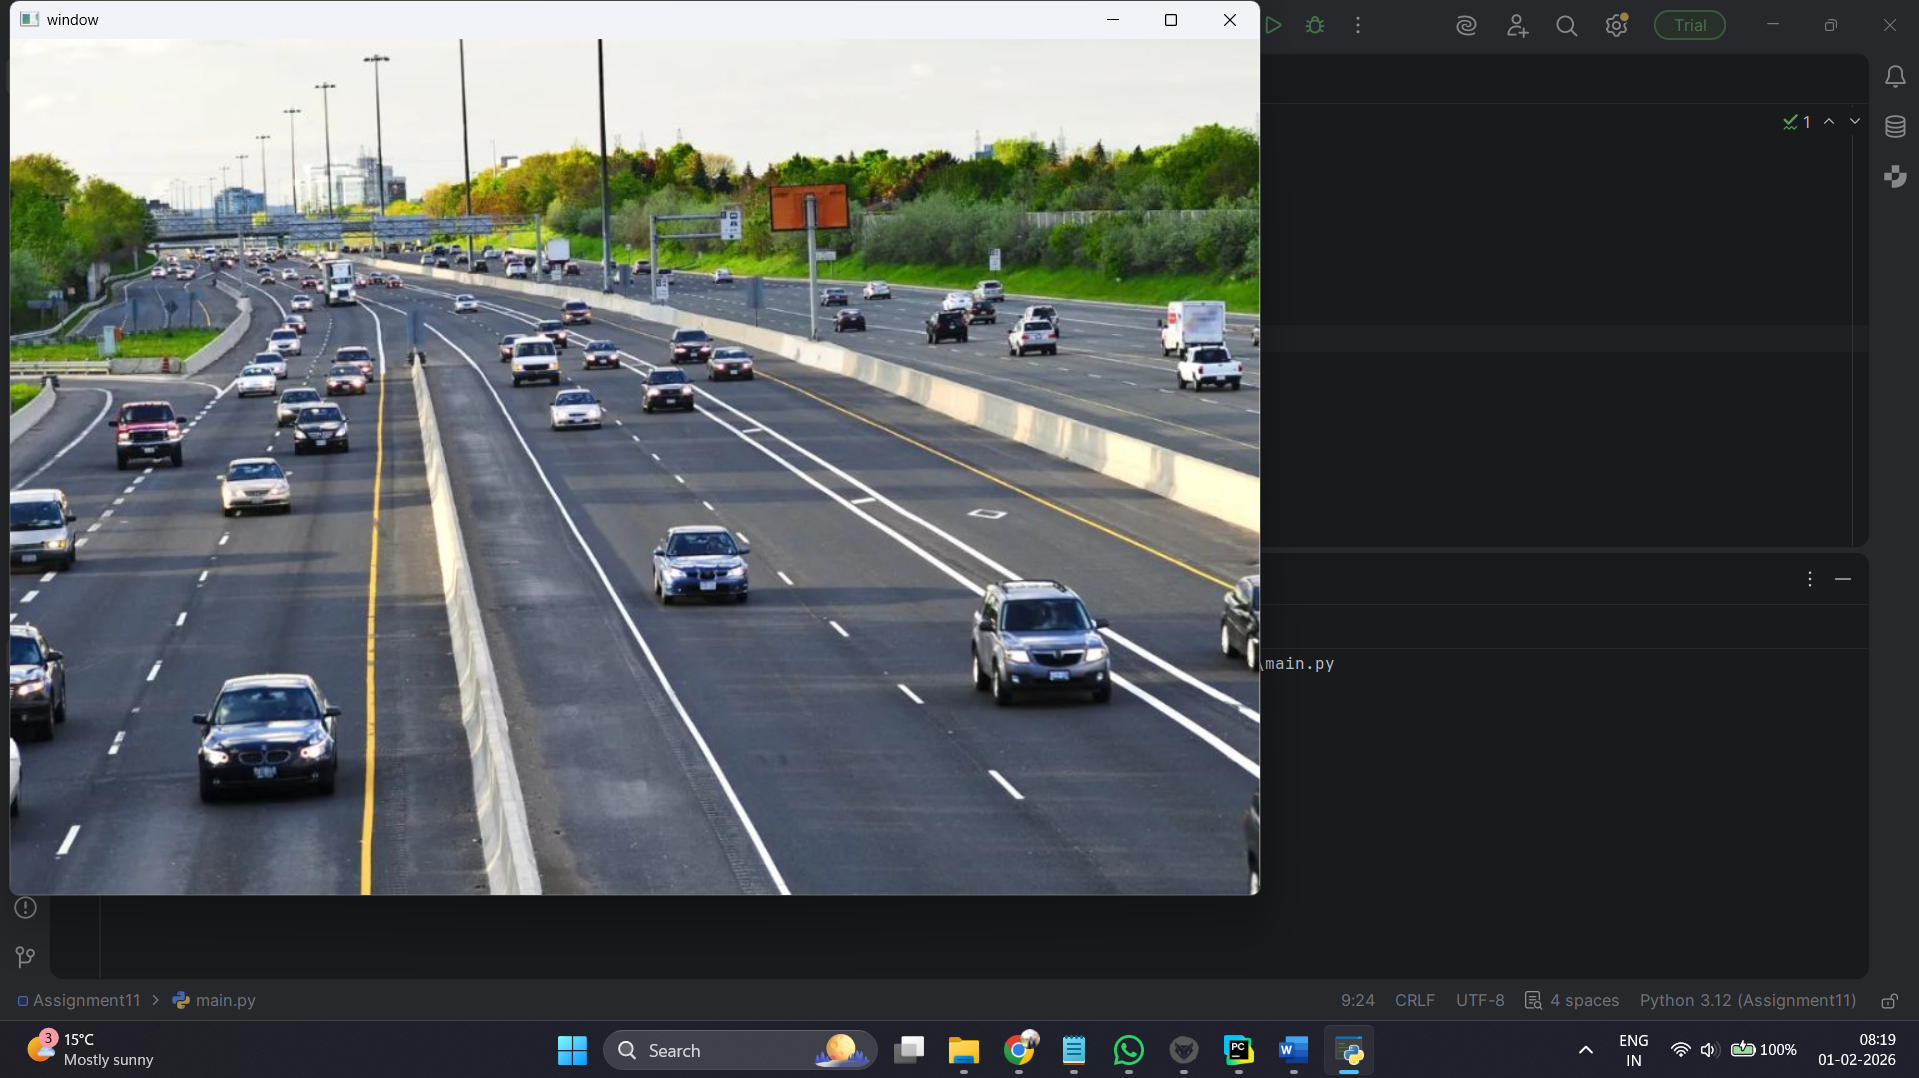 window
Trial
1
\main.py
Assignment11 > main.py
9:24 CRLF UTF-8 4 spaces Python 3.12 (Assignment11)
3
15°C
Mostly sunny
Search
PC
W
ENG
IN
100%
08:19
01-02-2026